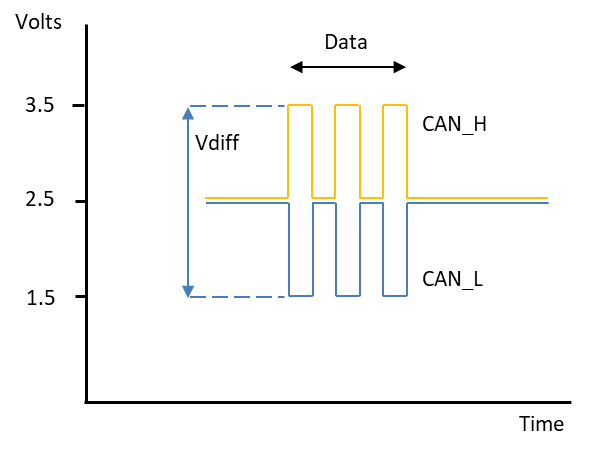 Volts
Data
3.5
CAN_H
Vdiff
2.5
CAN_L
1.5
Time